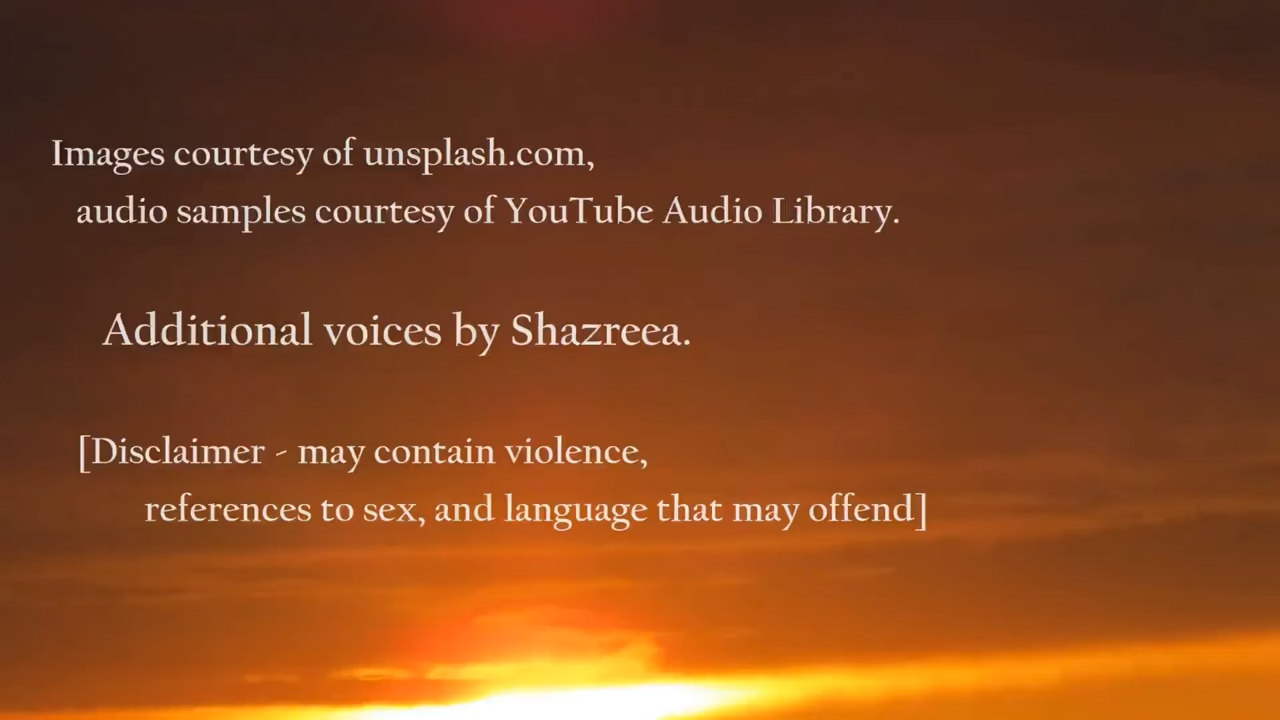 Images courtesy of unsplash.com,
audio samples courtesy of YouTube Audio Library.
Additional voices by Shazreea.
[Disclaimer - may contain violence,
references to sex, and language that may offend]